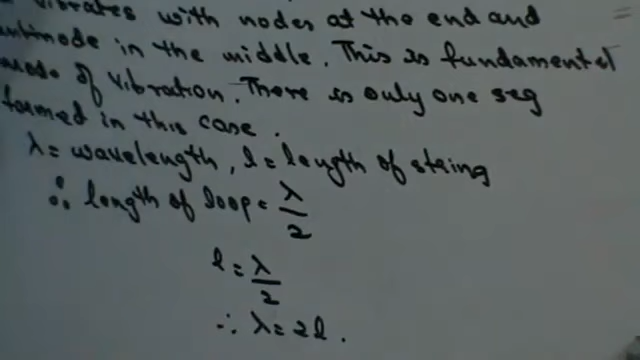 vibrates with nodes at the end and
antinode in the middle. This is fundamental
mode of vibration. There is only one seg
formed in this case.
λ = wavelength, l = length of string
∴ length of loop = λ/2
l = λ/2
∴ λ = 2l.